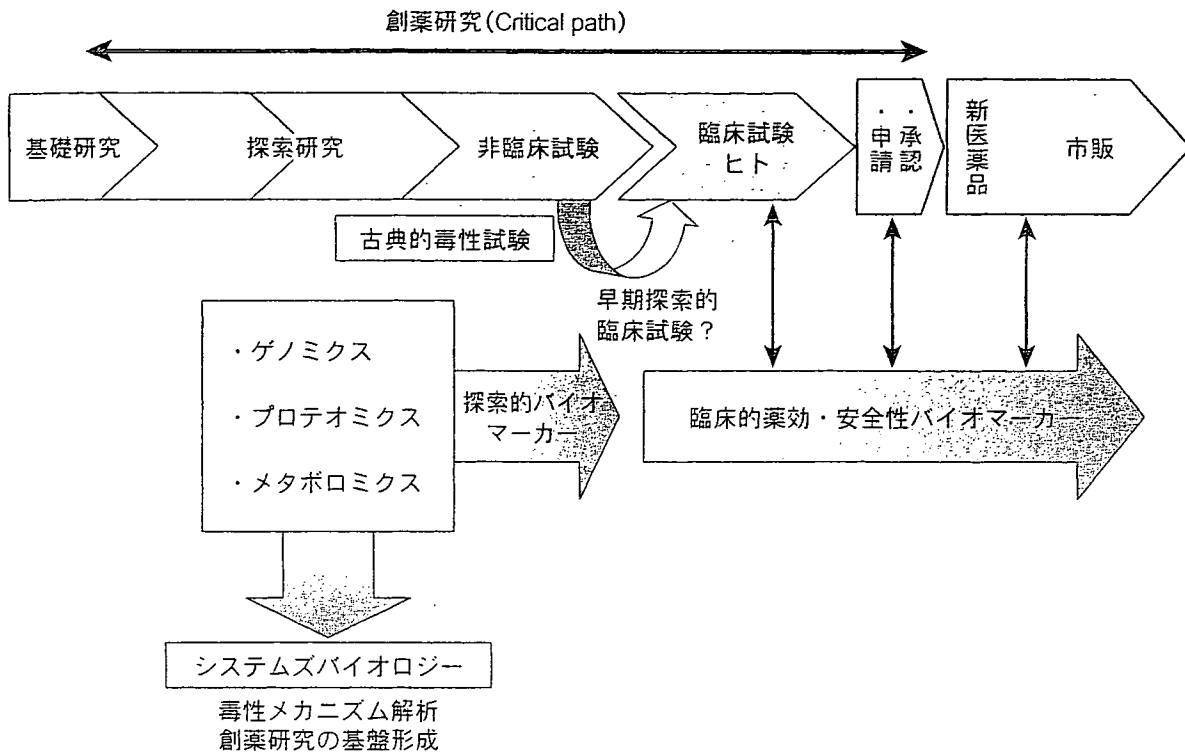 創薬研究(Critical path)
基礎研究
探索研究
非臨床試験
臨床試験
ヒト
・申請
・承認
新医薬品
市販
古典的毒性試験
早期探索的
臨床試験？
・ゲノミクス
・プロテオミクス
・メタボロミクス
探索的バイオ
マーカー
臨床的薬効・安全性バイオマーカー
システムズバイオロジー
毒性メカニズム解析
創薬研究の基盤形成